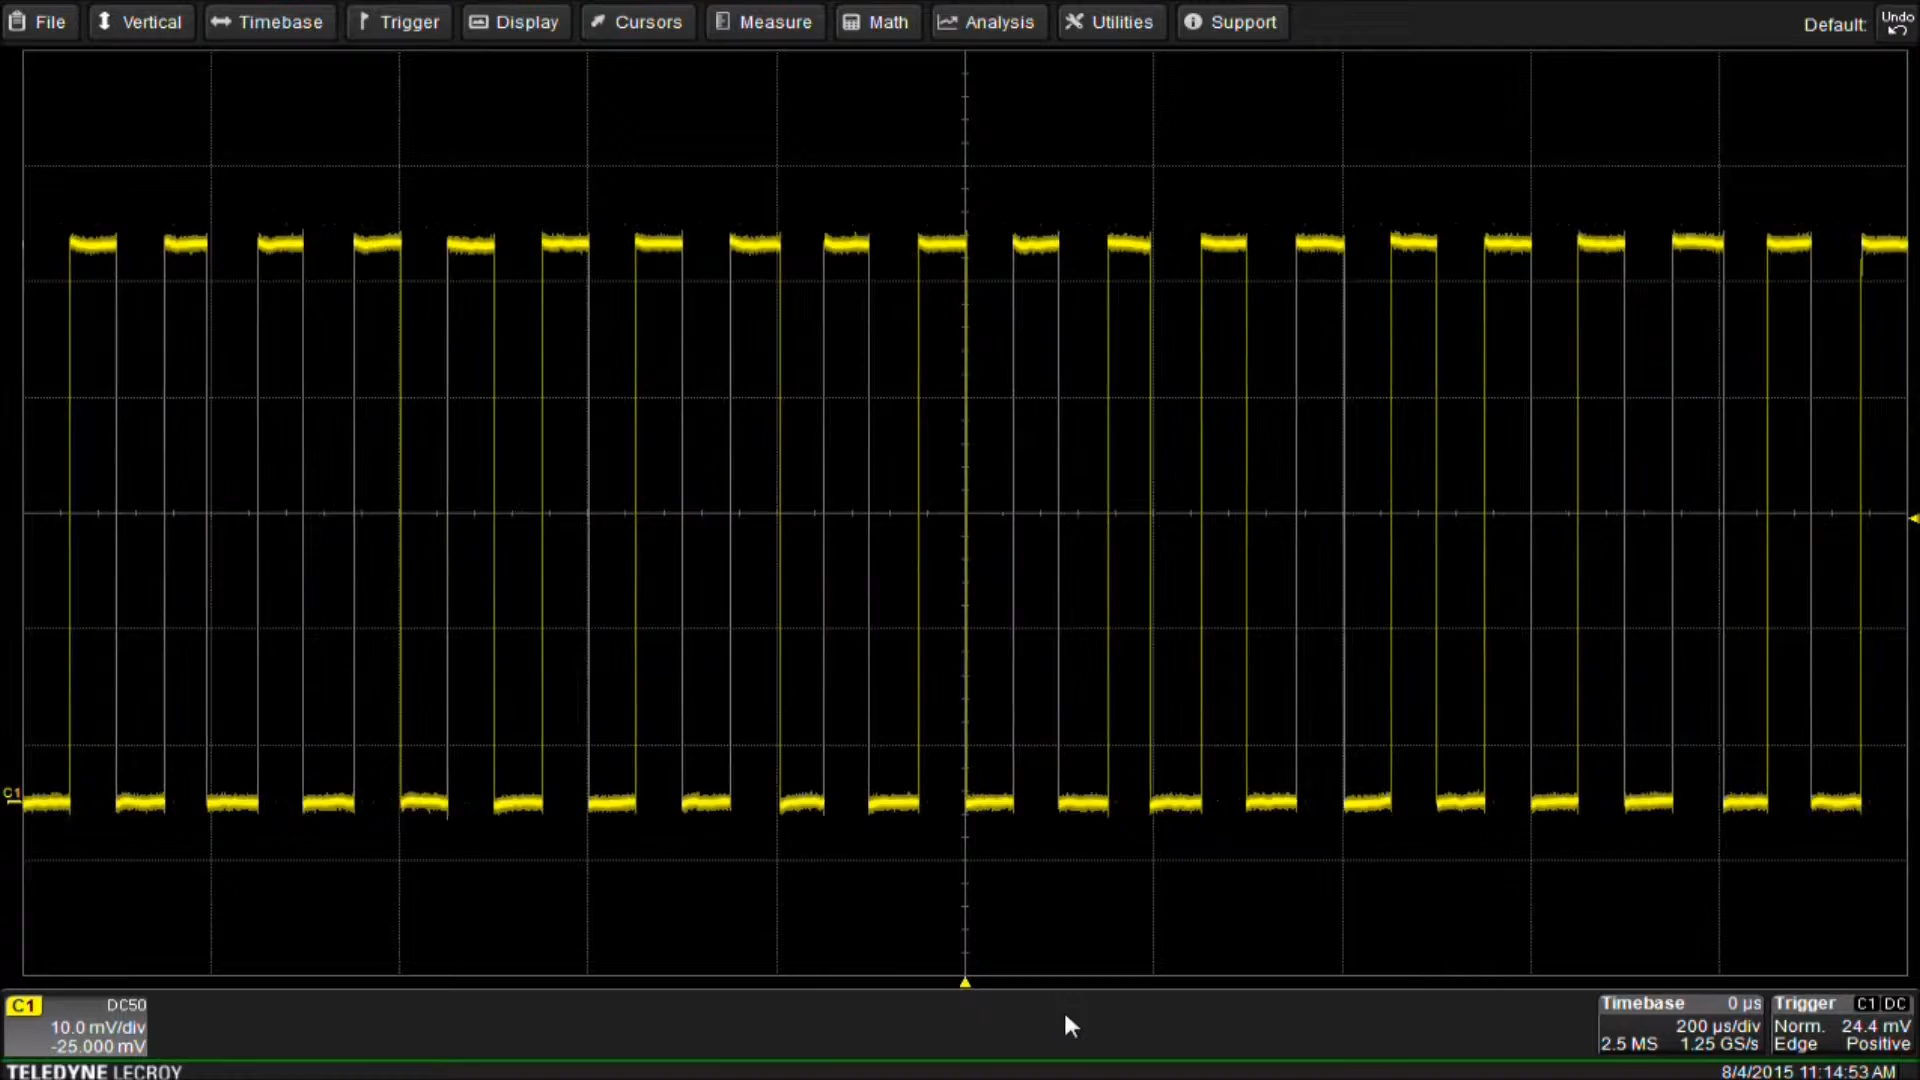 File Vertical Timebase Trigger Display Cursors Measure Math Analysis Utilities Support Default: Undo
C1
C1 DC50
10.0 mV/div
-25.000 mV
Timebase 0 µs
200 µs/div
2.5 MS 1.25 GS/s
Trigger C1 DC
Norm. 24.4 mV
Edge Positive
TELEDYNE LECROY
8/4/2015 11:14:53 AM